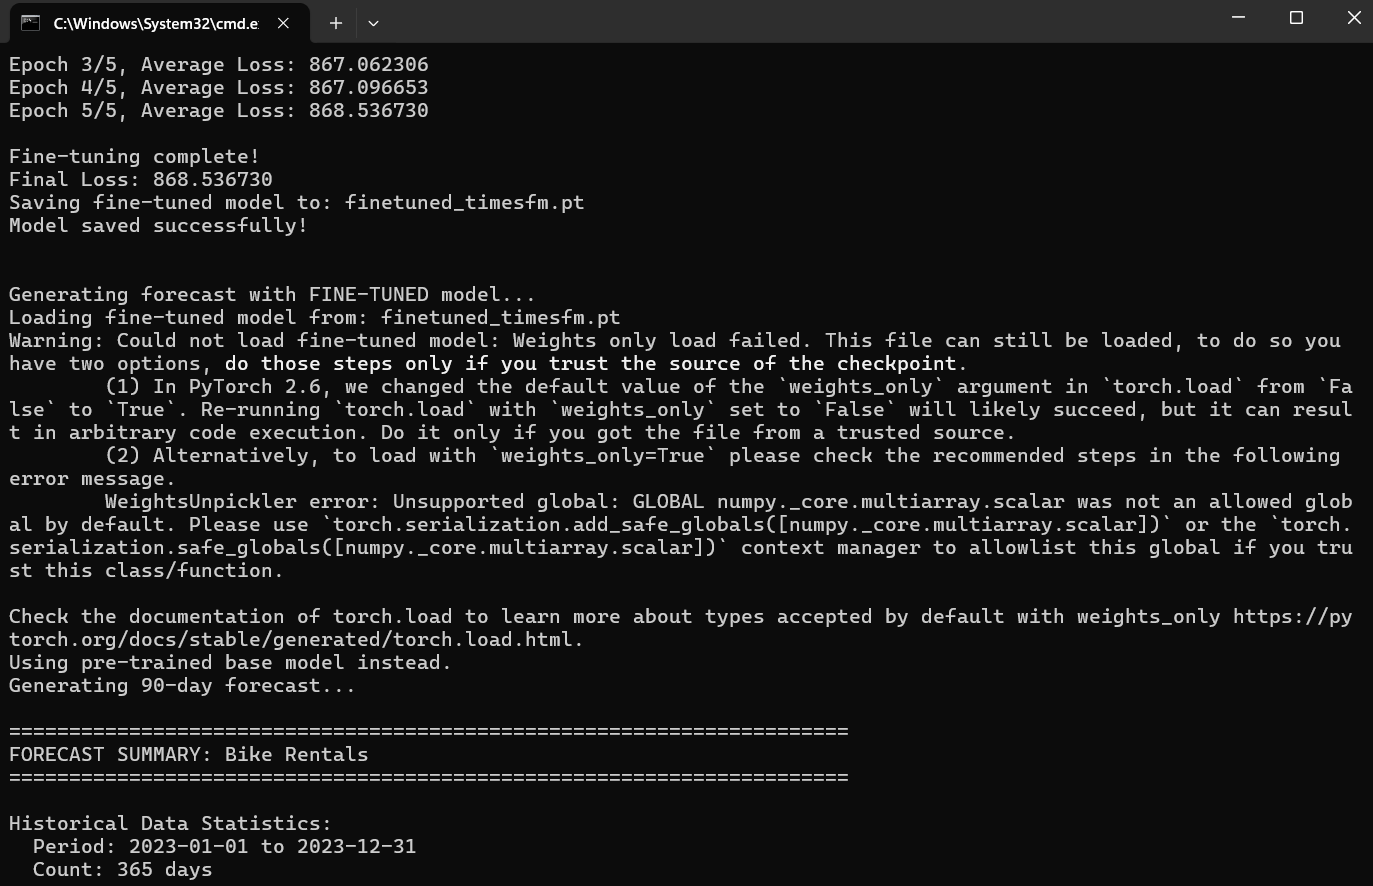 C:\Windows\System32\cmd.e
Epoch 3/5, Average Loss: 867.062306
Epoch 4/5, Average Loss: 867.096653
Epoch 5/5, Average Loss: 868.536730
Fine-tuning complete!
Final Loss: 868.536730
Saving fine-tuned model to: finetuned_timesfm.pt
Model saved successfully!
Generating forecast with FINE-TUNED model...
Loading fine-tuned model from: finetuned_timesfm.pt
Warning: Could not load fine-tuned model: Weights only load failed. This file can still be loaded, to do so you
have two options, do those steps only if you trust the source of the checkpoint.
(1) In PyTorch 2.6, we changed the default value of the `weights_only` argument in `torch.load` from `Fa
lse` to `True`. Re-running `torch.load` with `weights_only` set to `False` will likely succeed, but it can resul
t in arbitrary code execution. Do it only if you got the file from a trusted source.
(2) Alternatively, to load with `weights_only=True` please check the recommended steps in the following
error message.
WeightsUnpickler error: Unsupported global: GLOBAL numpy._core.multiarray.scalar was not an allowed glob
al by default. Please use `torch.serialization.add_safe_globals([numpy._core.multiarray.scalar])` or the `torch.
serialization.safe_globals([numpy._core.multiarray.scalar])` context manager to allowlist this global if you tru
st this class/function.
Check the documentation of torch.load to learn more about types accepted by default with weights_only https://py
torch.org/docs/stable/generated/torch.load.html.
Using pre-trained base model instead.
Generating 90-day forecast...
======================================================================
FORECAST SUMMARY: Bike Rentals
======================================================================
Historical Data Statistics:
Period: 2023-01-01 to 2023-12-31
Count: 365 days